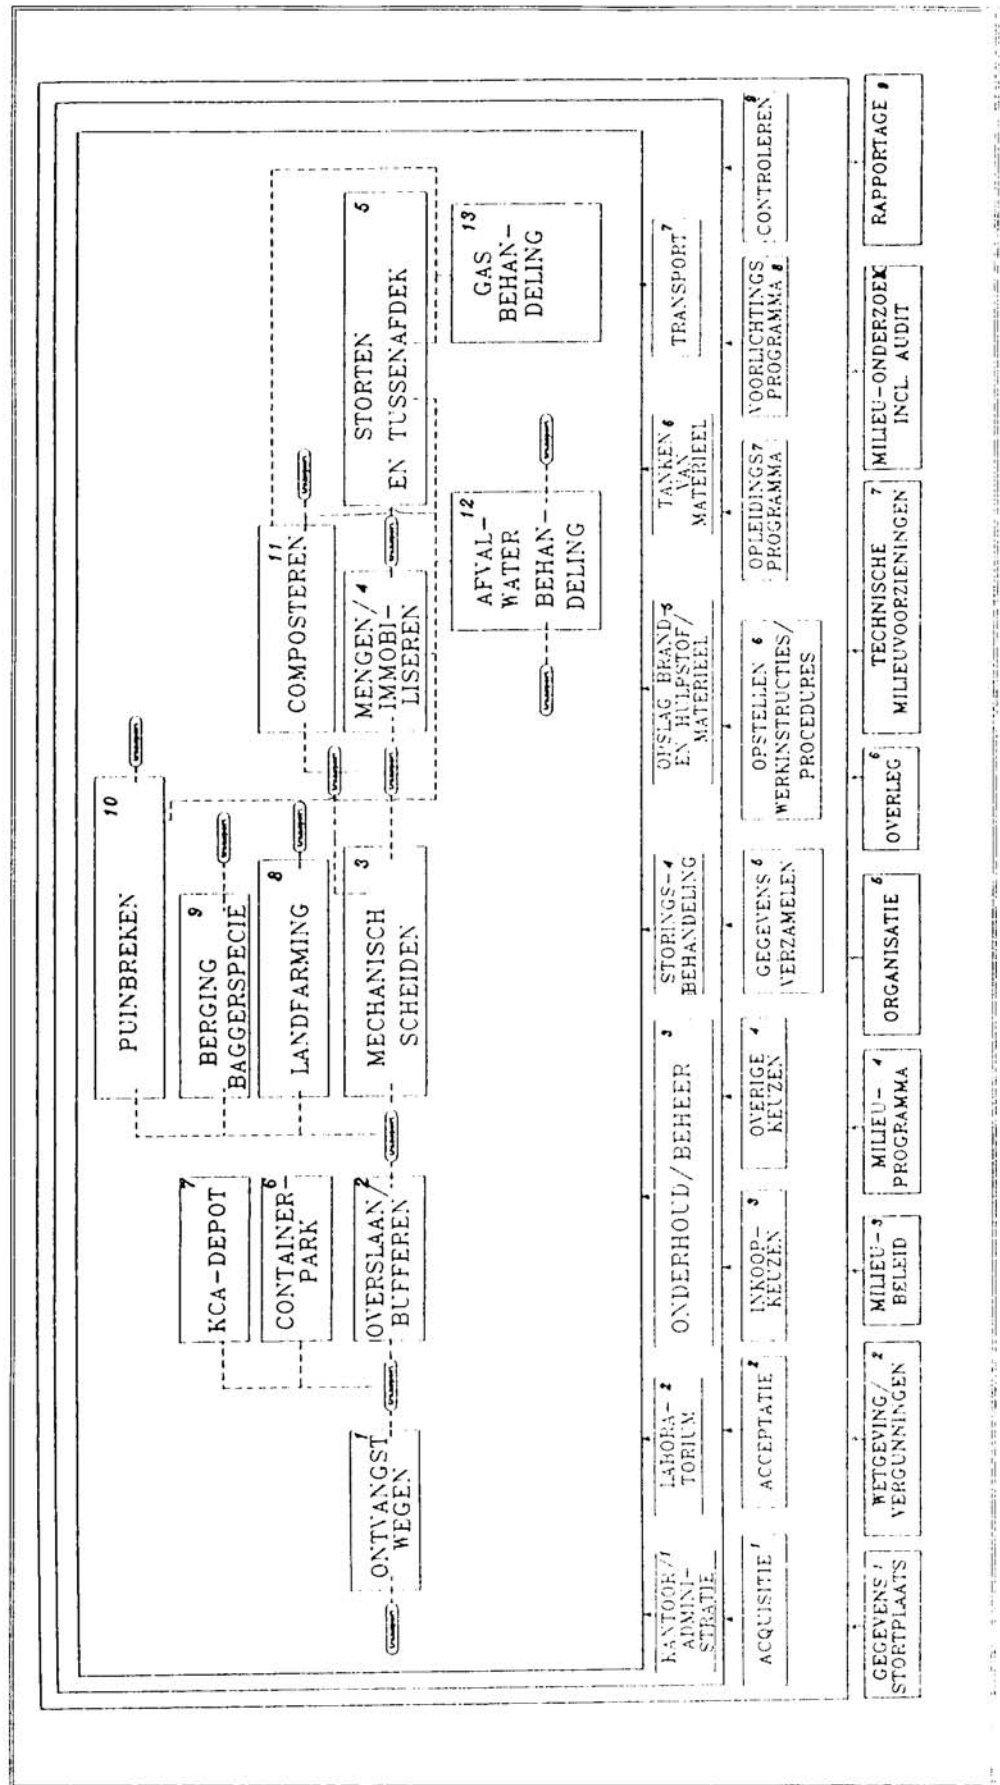 PUINBREKEN
10
BERGING
BAGGERSPECIE
9
LANDFARMING
8
MECHANISCH
SCHEIDEN
3
KCA-DEPOT
7
CONTAINER-
PARK
6
OVERSLAAN/
BUFFEREN
2
ONTVANGST
WEGEN
1
COMPOSTEREN
11
MENGEN/
IMMOBI-
LISEREN
4
STORTEN
EN TUSSENAFDEK
5
AFVAL-
WATER
BEHAN-
DELING
12
GAS
BEHAN-
DELING
13
KANTOOR/
ADMINI-
STRATIE
1
LABORA-
TORIUM
2
ONDERHOUD/BEHEER
3
STORINGS-
BEHANDELING
4
OPSLAG BRAND-
EN HULPSTOF/
MATERIEEL
5
TANKEN
VAN
MATERIEEL
6
TRANSPORT
7
ACQUISITIE
1
ACCEPTATIE
2
INKOOP-
KEUZEN
3
OVERIGE
KEUZEN
4
GEGEVENS
VERZAMELEN
5
OPSTELLEN
WERKINSTRUCTIES/
PROCEDURES
6
OPLEIDINGS
PROGRAMMA
7
VOORLICHTINGS
PROGRAMMA
8
CONTROLEREN
9
GEGEVENS
STORTPLAATS
1
WETGEVING/
VERGUNNINGEN
2
MILIEU-
BELEID
3
MILIEU-
PROGRAMMA
4
ORGANISATIE
5
OVERLEG
6
TECHNISCHE
MILIEUVOORZIENINGEN
7
MILIEU-ONDERZOEK
INCL. AUDIT
RAPPORTAGE
9